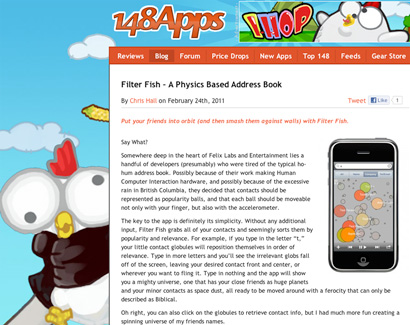 148Apps
IHOP
Reviews Blog Forum Price Drops New Apps Top 148 Feeds Gear Store
Filter Fish – A Physics Based Address Book
By Chris Hall on February 24th, 2011
Tweet Like 1
Put your friends into orbit (and then smash them against walls) with Filter Fish.
Say What?
Somewhere deep in the heart of Felix Labs and Entertainment lies a
handful of developers (presumably) who were tired of the typical ho-
hum address book. Possibly because of their work making Human
Computer Interaction hardware, and possibly because of the excessive
rain in British Columbia, they decided that contacts should be
represented as popularity balls, and that each ball should be moveable
not only with your finger, but also with the accelerometer.
The key to the app is definitely its simplicity. Without any additional
input, Filter Fish grabs all of your contacts and seemingly sorts them by
popularity and relevance. For example, if you type in the letter “t,”
your little contact globules will reposition themselves in order of
relevance. Type in more letters and you'll see the irrelevant globs fall
off of the screen, leaving your desired contact front and center, or
wherever you want to fling it. Type in nothing and the app will show
you a mighty universe, one that has your close friends as huge planets
and your minor contacts as space dust, all ready to be moved around with a ferocity that can only be
described as Biblical.
Oh right, you can also click on the globules to retrieve contact info, but I had much more fun creating a
spinning universe of my friends names.